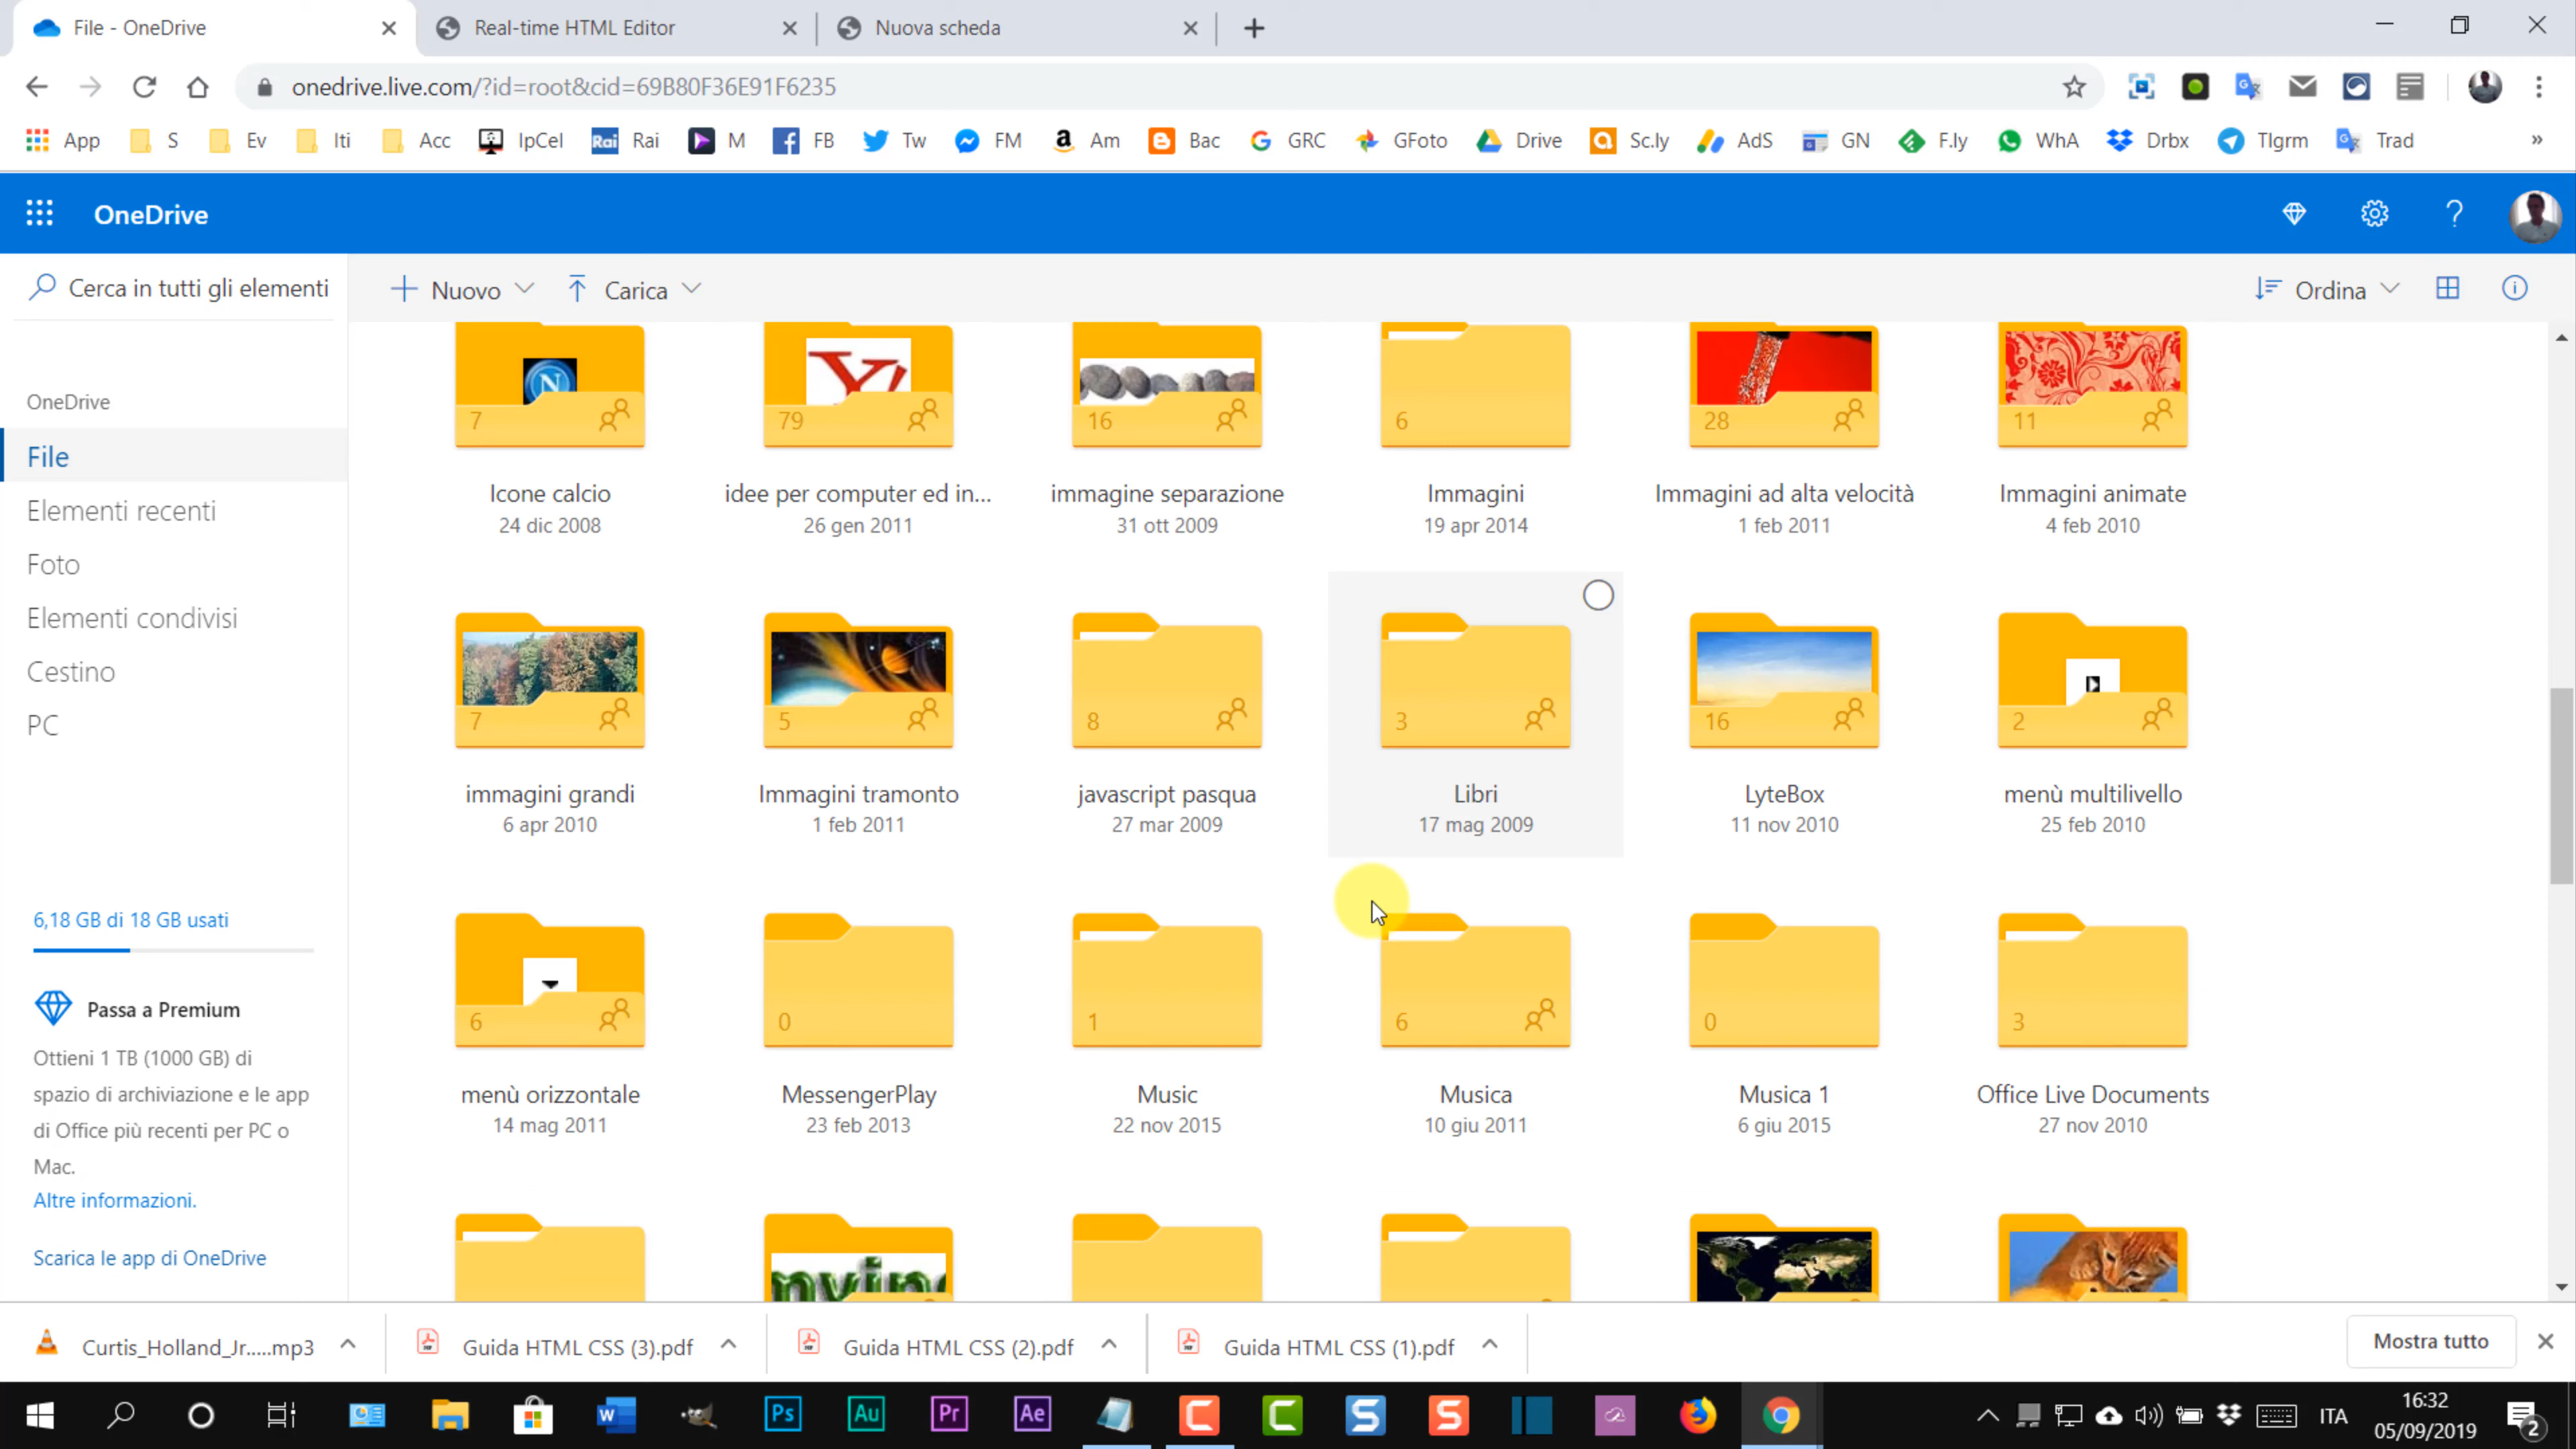 File - OneDrive
Real-time HTML Editor
Nuova scheda
onedrive.live.com/?id=root&cid=69B80F36E91F6235
App S Ev Iti Acc IpCel Rai Rai M FB Tw FM Am Bac GRC GFoto Drive Sc.ly AdS GN F.ly WhA Drbx Tlgrm Trad »
OneDrive
Cerca in tutti gli elementi
Nuovo
Carica
Ordina
OneDrive
File
Elementi recenti
Foto
Elementi condivisi
Cestino
PC
6,18 GB di 18 GB usati
Passa a Premium
Ottieni 1 TB (1000 GB) di
spazio di archiviazione e le app
di Office più recenti per PC o
Mac.
Altre informazioni.
Scarica le app di OneDrive
7 79 16 6 28 11
Icone calcio idee per computer ed in... immagine separazione Immagini Immagini ad alta velocità Immagini animate
24 dic 2008 26 gen 2011 31 ott 2009 19 apr 2014 1 feb 2011 4 feb 2010
7 5 8 3 16 2
immagini grandi Immagini tramonto javascript pasqua Libri LyteBox menù multilivello
6 apr 2010 1 feb 2011 27 mar 2009 17 mag 2009 11 nov 2010 25 feb 2010
6 0 1 6 0 3
menù orizzontale MessengerPlay Music Musica Musica 1 Office Live Documents
14 mag 2011 23 feb 2013 22 nov 2015 10 giu 2011 6 giu 2015 27 nov 2010
Curtis_Holland_Jr.....mp3
Guida HTML CSS (3).pdf
Guida HTML CSS (2).pdf
Guida HTML CSS (1).pdf
Mostra tutto
Ps Au Pr Ae
ITA
16:32
05/09/2019
2